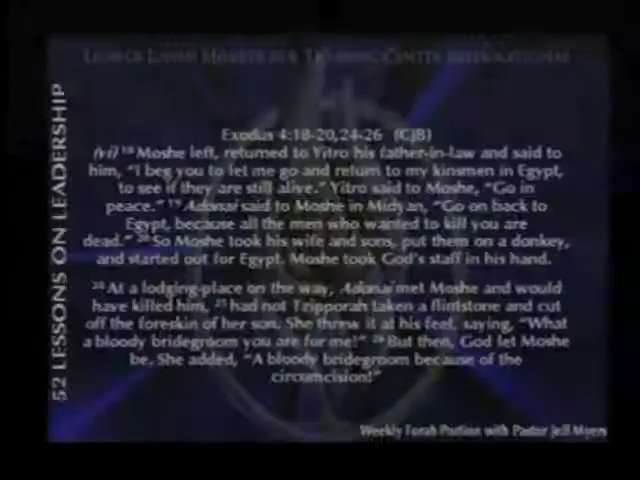 52 LESSONS ON LEADERSHIP
Exodus 4:18-20,24-26 (CJB)
(vi) 18 Moshe left, returned to Yitro his father-in-law and said to
him, "I beg you to let me go and return to my kinsmen in Egypt,
to see if they are still alive." Yitro said to Moshe, "Go in
peace." 19 Adonai said to Moshe in Midyan, "Go on back to
Egypt, because all the men who wanted to kill you are
dead." 20 So Moshe took his wife and sons, put them on a donkey,
and started out for Egypt. Moshe took God's staff in his hand.
24 At a lodging-place on the way, Adonai met Moshe and would
have killed him, 25 had not Tzipporah taken a flintstone and cut
off the foreskin of her son. She threw it at his feet, saying, "What
a bloody bridegroom you are for me!" 26 But then, God let Moshe
be. She added, "A bloody bridegroom because of the
circumcision!"
Weekly Torah Portion with Pastor Jeff Myers